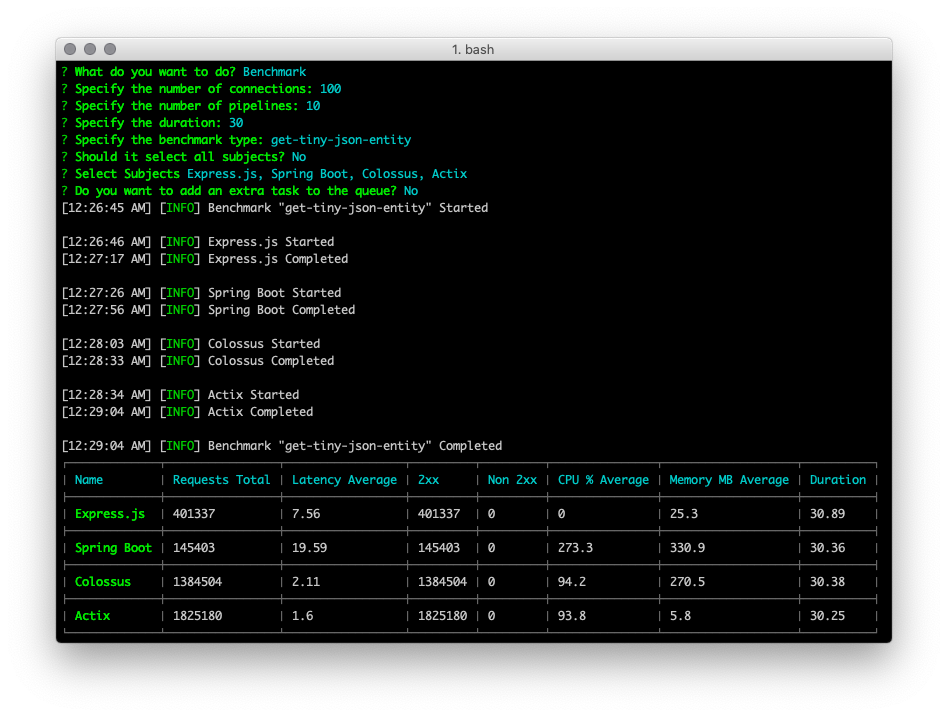 1. bash
? What do you want to do? Benchmark
? Specify the number of connections: 100
? Specify the number of pipelines: 10
? Specify the duration: 30
? Specify the benchmark type: get-tiny-json-entity
? Should it select all subjects? No
? Select Subjects Express.js, Spring Boot, Colossus, Actix
? Do you want to add an extra task to the queue? No
[12:26:45 AM] [INFO] Benchmark "get-tiny-json-entity" Started
[12:26:46 AM] [INFO] Express.js Started
[12:27:17 AM] [INFO] Express.js Completed
[12:27:26 AM] [INFO] Spring Boot Started
[12:27:56 AM] [INFO] Spring Boot Completed
[12:28:03 AM] [INFO] Colossus Started
[12:28:33 AM] [INFO] Colossus Completed
[12:28:34 AM] [INFO] Actix Started
[12:29:04 AM] [INFO] Actix Completed
[12:29:04 AM] [INFO] Benchmark "get-tiny-json-entity" Completed
Name Requests Total Latency Average 2xx Non 2xx CPU % Average Memory MB Average Duration
Express.js 401337 7.56 401337 0 0 25.3 30.89
Spring Boot 145403 19.59 145403 0 273.3 330.9 30.36
Colossus 1384504 2.11 1384504 0 94.2 270.5 30.38
Actix 1825180 1.6 1825180 0 93.8 5.8 30.25